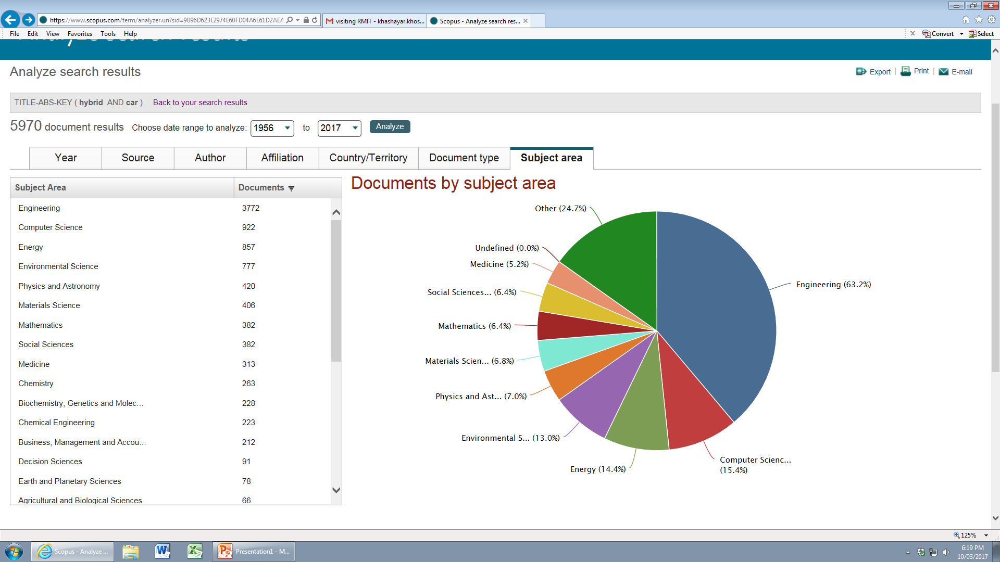 https://www.scopus.com/term/analyzer.uri?sid=9B96D623E2974E60FD04A6E61D2AEA
visiting RMIT - khashayar.khos...
Scopus - Analyze search res...
File Edit View Favorites Tools Help
Convert Select
Analyze search results
Analyze search results
Export | Print | E-mail
TITLE-ABS-KEY ( hybrid AND car ) Back to your search results
5970 document results Choose date range to analyze: 1956 to 2017 Analyze
Year Source Author Affiliation Country/Territory Document type Subject area
Subject Area Documents
Engineering 3772
Computer Science 922
Energy 857
Environmental Science 777
Physics and Astronomy 420
Materials Science 406
Mathematics 382
Social Sciences 382
Medicine 313
Chemistry 263
Biochemistry, Genetics and Molec... 228
Chemical Engineering 223
Business, Management and Accou... 212
Decision Sciences 91
Earth and Planetary Sciences 78
Agricultural and Biological Sciences 66
Documents by subject area
Other (24.7%)
Undefined (0.0%)
Medicine (5.2%)
Social Sciences... (6.4%)
Mathematics (6.4%)
Materials Scien... (6.8%)
Physics and Ast... (7.0%)
Environmental S... (13.0%)
Energy (14.4%)
Computer Scienc...
(15.4%)
Engineering (63.2%)
125%
Scopus - Analyze ...
Presentation1 - M...
6:19 PM
10/03/2017